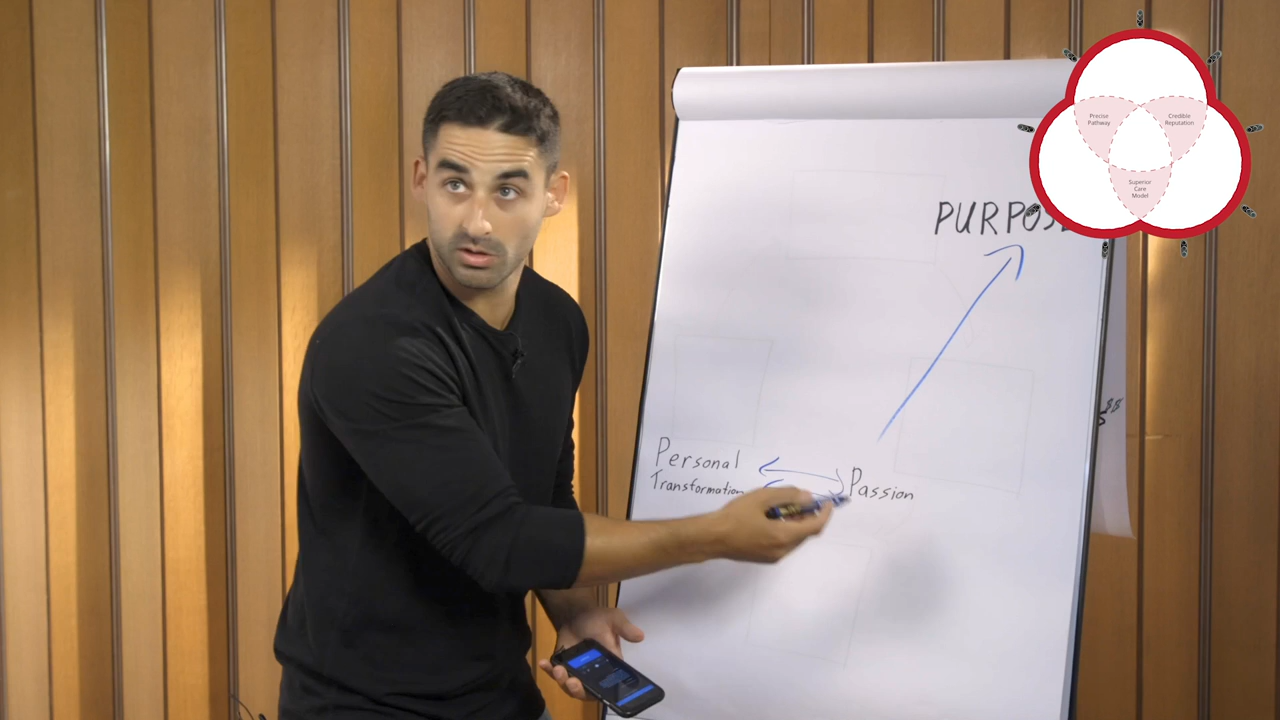 Precise
Pathway
Credible
Reputation
Superior
Care
Model
PURPOSE
Personal
Transformation
Passion